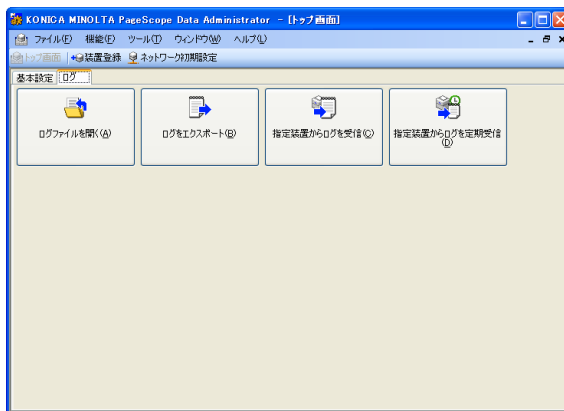 KONICA MINOLTA PageScope Data Administrator - [トップ画面]
ファイル(F) 機能(E) ツール(T) ウィンドウ(W) ヘルプ(L)
トップ画面 装置登録 ネットワーク初期設定
基本設定 ログ
ログファイルを開く(A) ログをエクスポート(B) 指定装置からログを受信(C) 指定装置からログを定期受信
(D)